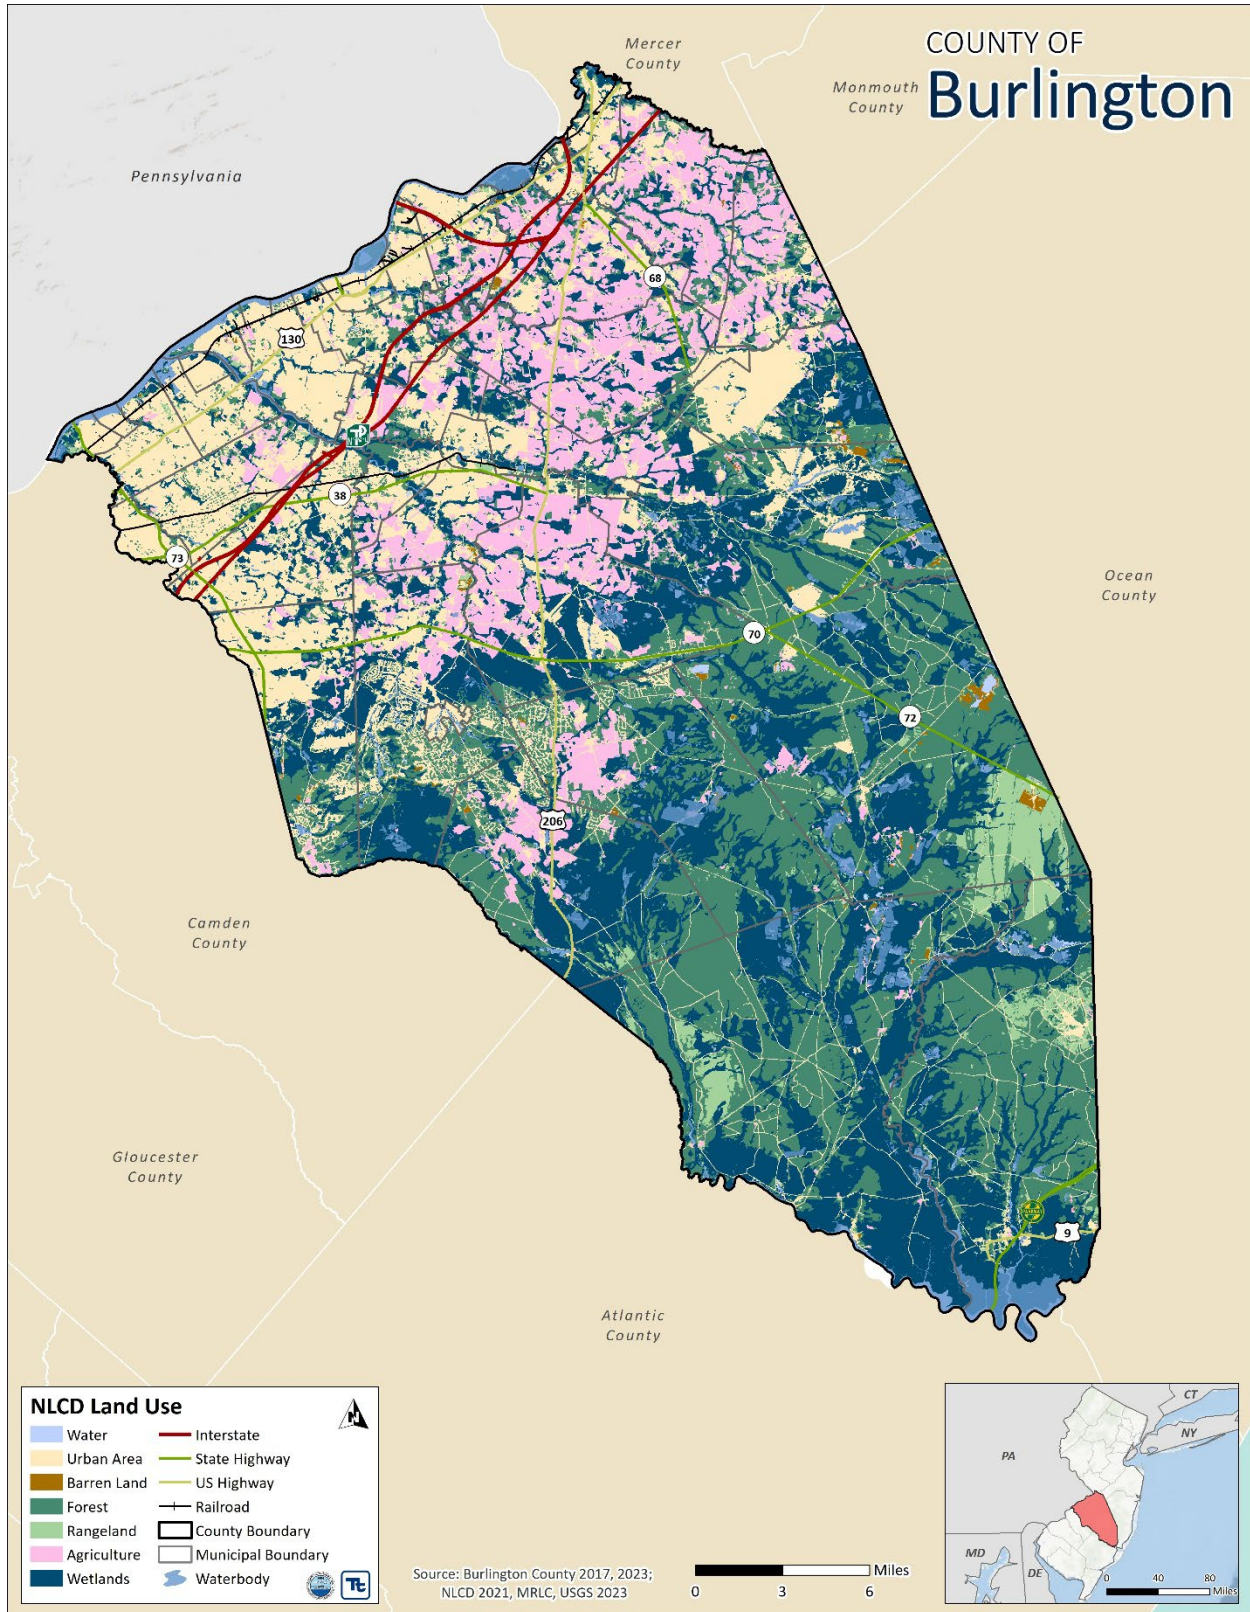 COUNTY OF
Burlington
Mercer
County
Monmouth
County
Pennsylvania
68
130
38
73
Ocean
County
70
72
206
Camden
County
Gloucester
County
9
Atlantic
County
NLCD Land Use
N
Water
Interstate
Urban Area
State Highway
Barren Land
US Highway
Forest
Railroad
Rangeland
County Boundary
Agriculture
Municipal Boundary
Wetlands
Waterbody
Tt
Source: Burlington County 2017, 2023;
NLCD 2021, MRLC, USGS 2023
Miles
0 3 6
CT
NY
PA
MD
DE
0 40 80
Miles